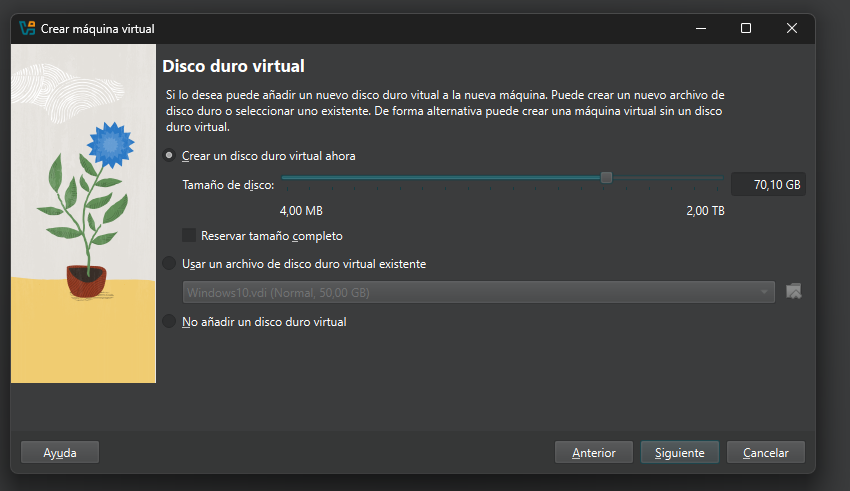 Crear máquina virtual
Disco duro virtual
Si lo desea puede añadir un nuevo disco duro vitual a la nueva máquina. Puede crear un nuevo archivo de
disco duro o seleccionar uno existente. De forma alternativa puede crear una máquina virtual sin un disco
duro virtual.
Crear un disco duro virtual ahora
Tamaño de disco:
70,10 GB
4,00 MB
2,00 TB
Reservar tamaño completo
Usar un archivo de disco duro virtual existente
Windows10.vdi (Normal, 50,00 GB)
No añadir un disco duro virtual
Ayuda
Anterior
Siguiente
Cancelar